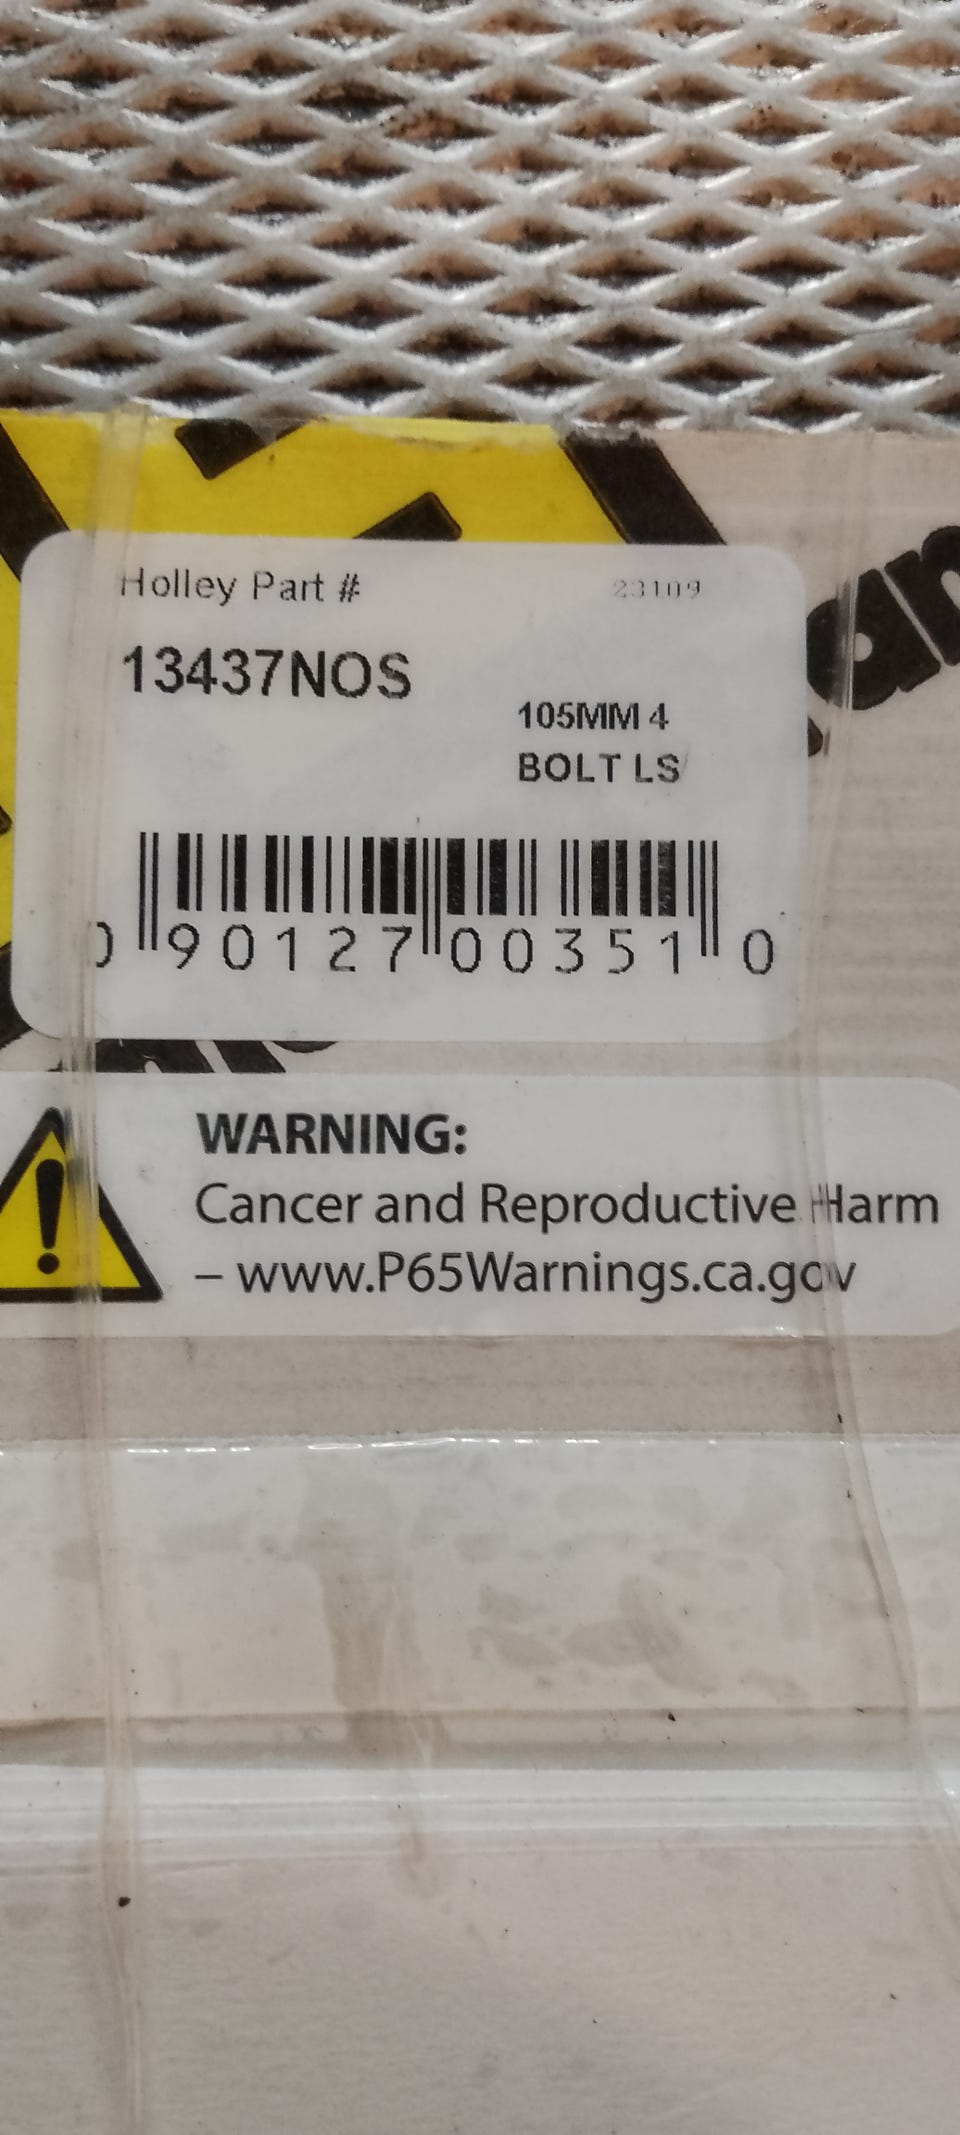 Holley Part # 23109
13437NOS
105MM 4
BOLT LS
0 90127 00351 0
WARNING:
Cancer and Reproductive Harm
– www.P65Warnings.ca.gov